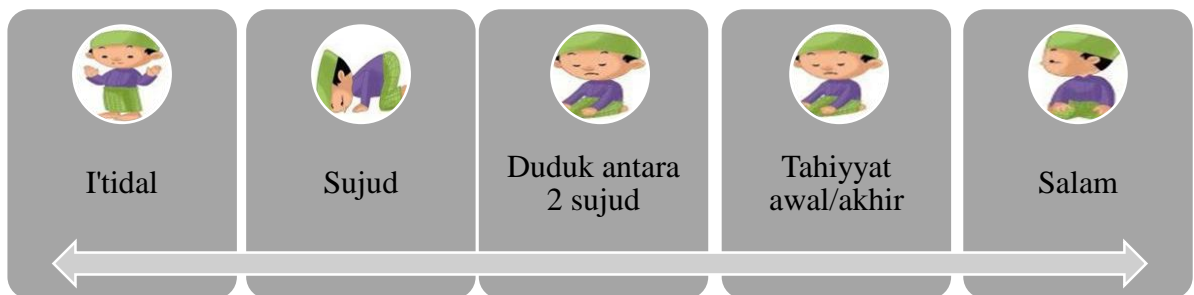 I'tidal
Sujud
Duduk antara
2 sujud
Tahiyyat
awal/akhir
Salam